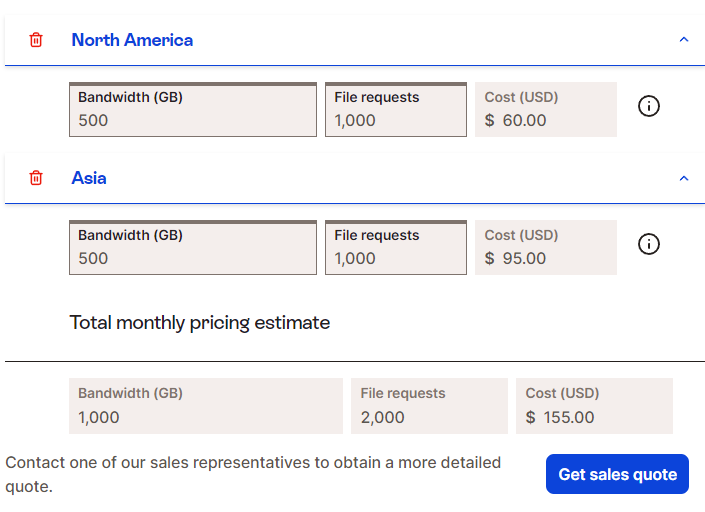 North America
Bandwidth (GB) File requests Cost (USD)
500 1,000 $ 60.00
Asia
Bandwidth (GB) File requests Cost (USD)
500 1,000 $ 95.00
Total monthly pricing estimate
Bandwidth (GB) File requests Cost (USD)
1,000 2,000 $ 155.00
Contact one of our sales representatives to obtain a more detailed
quote.
Get sales quote